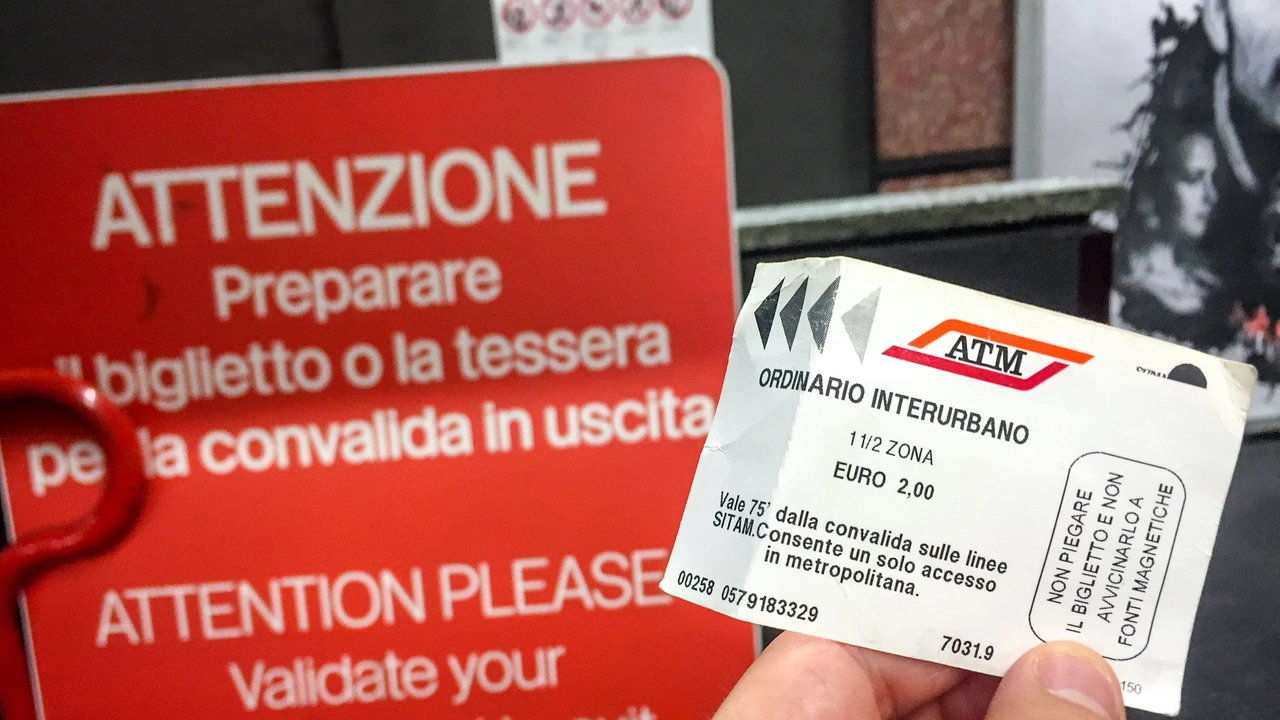 ATTENZIONE
Preparare
il biglietto o la tessera
per la convalida in uscita
ATTENTION PLEASE
Validate your
ATM
ORDINARIO INTERURBANO
1 1/2 ZONA
EURO 2,00
Vale 75' dalla convalida sulle linee
SITAM.Consente un solo accesso
in metropolitana.
00258 0579183329
7031.9
NON PIEGARE
IL BIGLIETTO E NON
AVVICINARLO A
FONTI MAGNETICHE
150